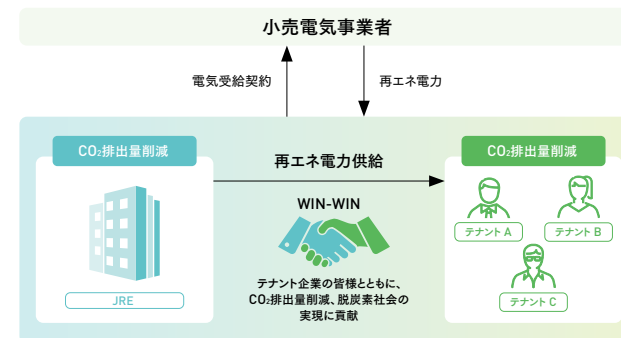 小売電気事業者
電気受給契約
再エネ電力
CO₂排出量削減
再エネ電力供給
CO₂排出量削減
WIN-WIN
テナント A
テナント B
テナント C
JRE
テナント企業の皆様とともに、
CO₂排出量削減、脱炭素社会の
実現に貢献